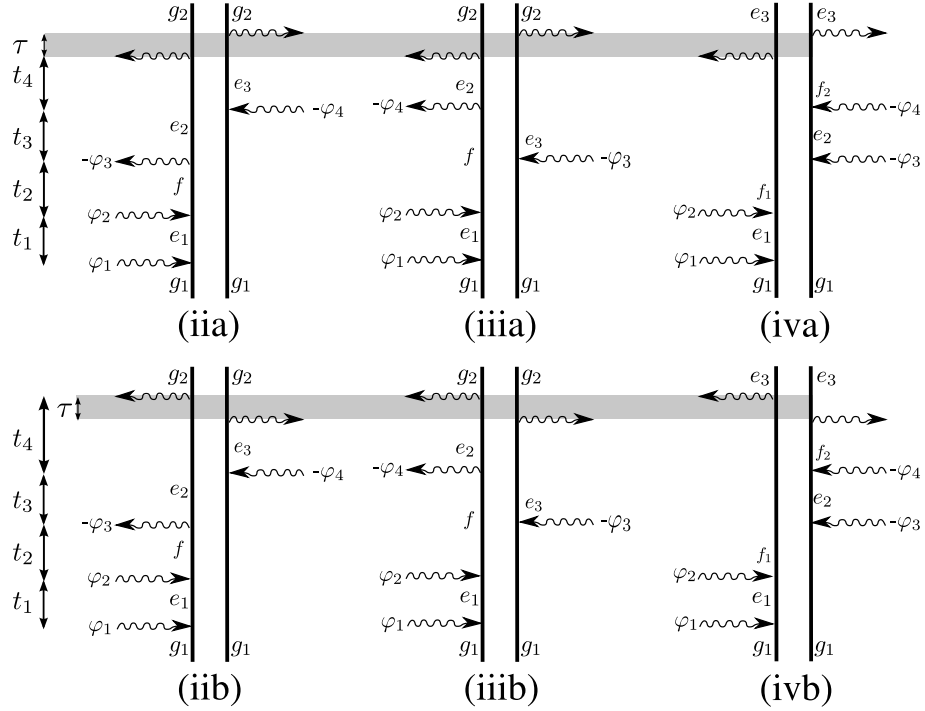 g₂ g₂ g₂ g₂ e₃ e₃
τ
t₄
e₃ e₂ f₂
-φ₄ -φ₄ -φ₄
t₃ e₂ e₃ e₂
-φ₃ f -φ₃ -φ₃
t₂ f f₁
φ₂ φ₂ φ₂
t₁ e₁ e₁ e₁
φ₁ φ₁ φ₁
g₁ g₁ g₁ g₁ g₁ g₁
(iia) (iiia) (iva)
g₂ g₂ g₂ g₂ e₃ e₃
τ
t₄
e₃ e₂ f₂
-φ₄ -φ₄ -φ₄
t₃ e₂ e₃ e₂
-φ₃ f -φ₃ -φ₃
t₂ f f₁
φ₂ φ₂ φ₂
t₁ e₁ e₁ e₁
φ₁ φ₁ φ₁
g₁ g₁ g₁ g₁ g₁ g₁
(iib) (iiib) (ivb)